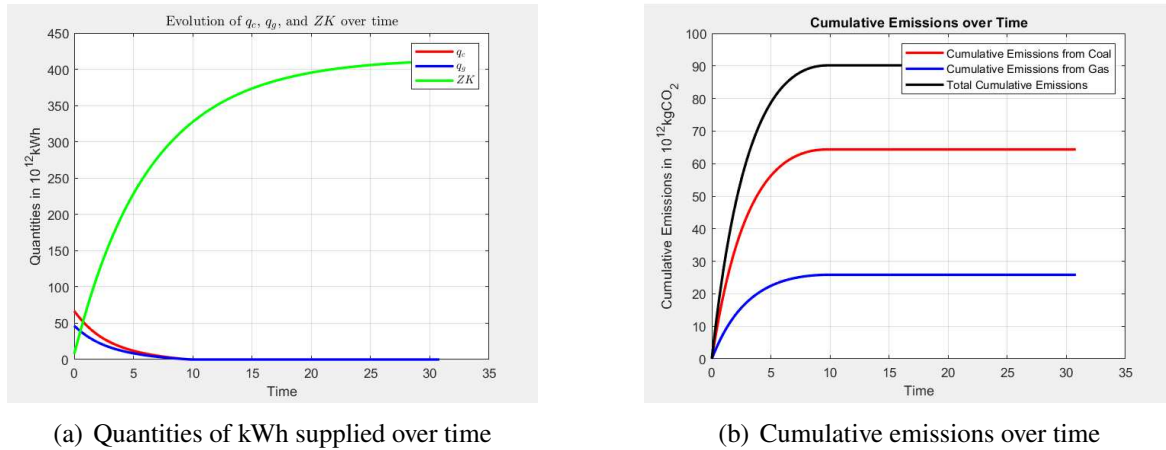 Evolution of q_c, q_g, and ZK over time
450
400
350
300
250
200
150
100
50
0
Quantities in 10^12kWh
q_c
q_g
ZK
0 5 10 15 20 25 30 35
Time
(a) Quantities of kWh supplied over time
Cumulative Emissions over Time
100
90
80
70
60
50
40
30
20
10
0
Cumulative Emissions in 10^12kgCO_2
Cumulative Emissions from Coal
Cumulative Emissions from Gas
Total Cumulative Emissions
0 5 10 15 20 25 30 35
Time
(b) Cumulative emissions over time